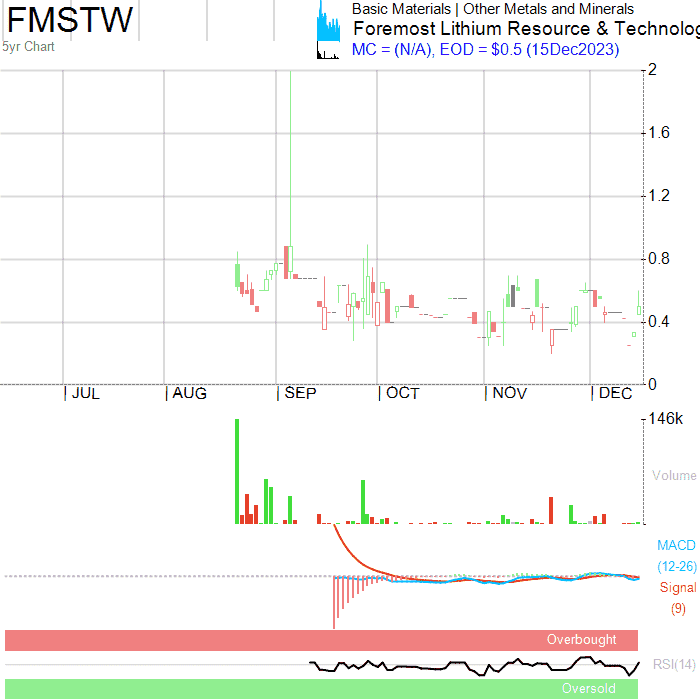 FMSTW
5yr Chart
Basic Materials | Other Metals and Minerals
Foremost Lithium Resource & Technolog
MC = (N/A), EOD = $0.5 (15Dec2023)
2
1.6
1.2
0.8
0.4
0
| JUL | AUG | SEP | OCT | NOV | DEC
146k
Volume
MACD
(12-26)
Signal
(9)
Overbought
RSI(14)
Oversold